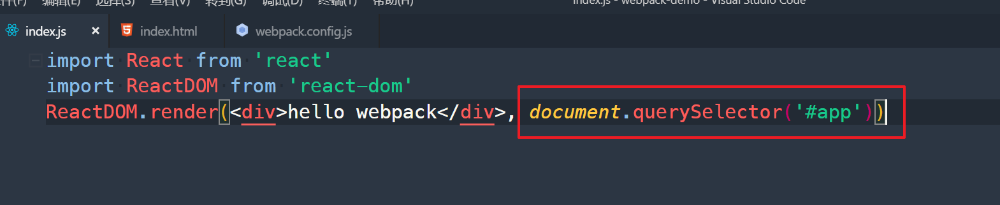 文件(F) 编辑(E) 选择(S) 查看(V) 转到(G) 调试(D) 终端(T) 帮助(H) index.js - webpack-demo - Visual Studio Code
index.js × index.html webpack.config.js
import React from 'react'
import ReactDOM from 'react-dom'
ReactDOM.render(<div>hello webpack</div>, document.querySelector('#app'))